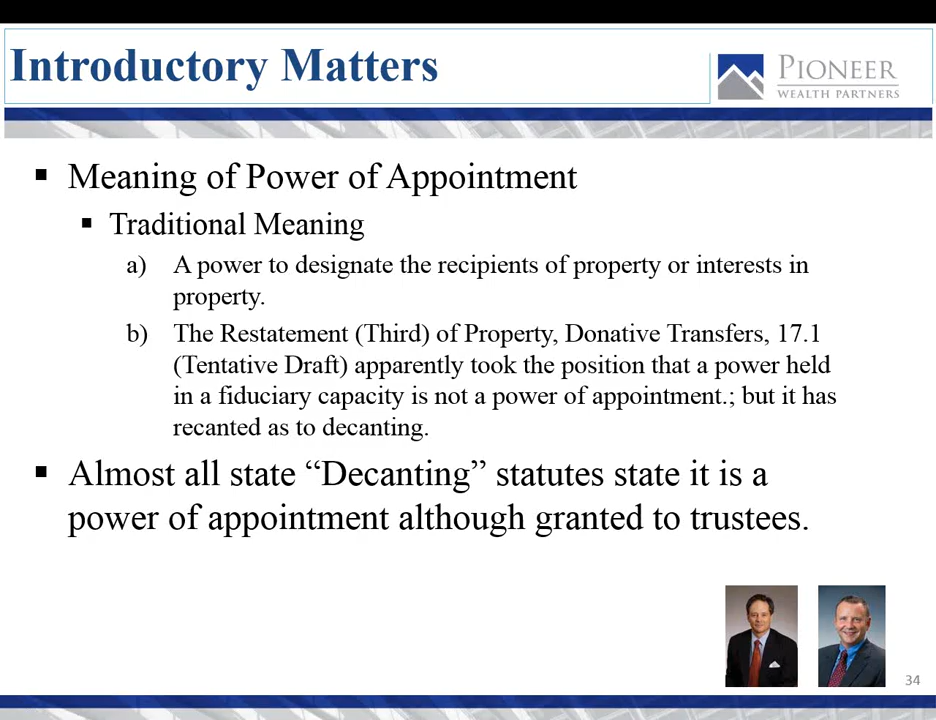 Introductory Matters
PIONEER
WEALTH PARTNERS
▪ Meaning of Power of Appointment
▪ Traditional Meaning
a) A power to designate the recipients of property or interests in
property.
b) The Restatement (Third) of Property, Donative Transfers, 17.1
(Tentative Draft) apparently took the position that a power held
in a fiduciary capacity is not a power of appointment.; but it has
recanted as to decanting.
▪ Almost all state “Decanting” statutes state it is a
power of appointment although granted to trustees.
34